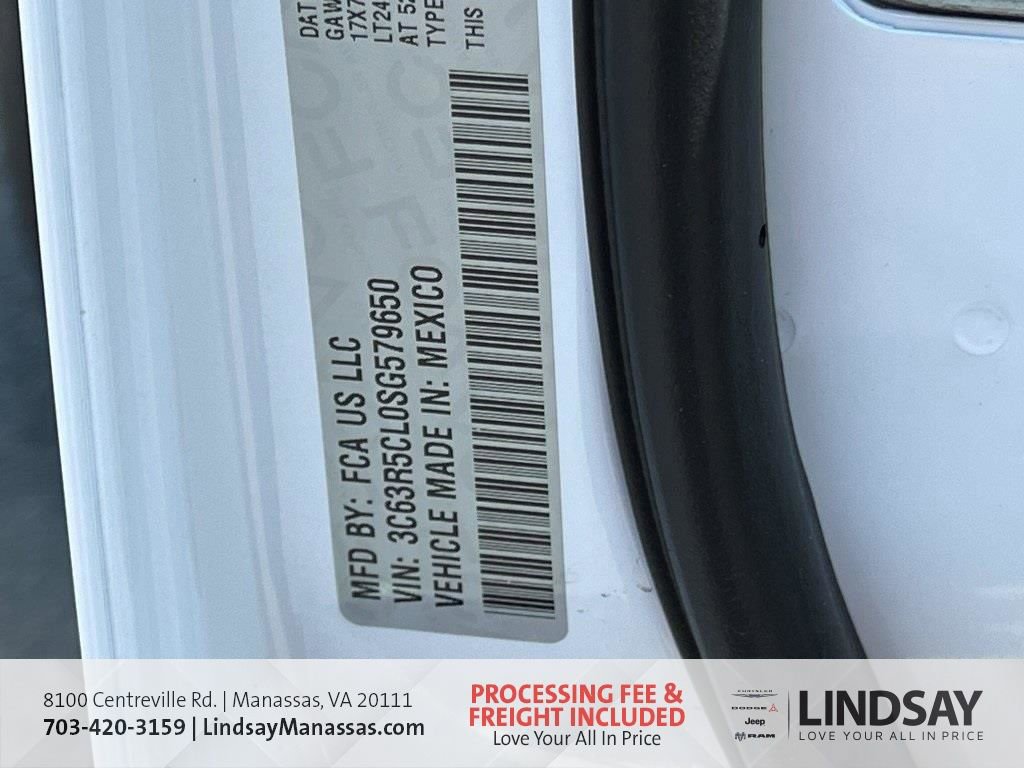 MFD BY: FCA US LLC
VIN: 3C63R5CL0SG579650
VEHICLE MADE IN: MEXICO
DAT
GAW
17X7
LT24
AT 52
TYPE
THIS
8100 Centreville Rd. | Manassas, VA 20111
703-420-3159 | LindsayManassas.com
PROCESSING FEE &
FREIGHT INCLUDED
Love Your All In Price
CHRYSLER
DODGE
Jeep
RAM
LINDSAY
LOVE YOUR ALL IN PRICE